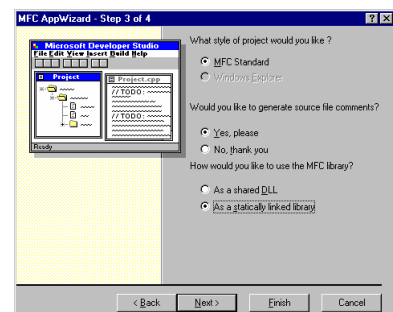 MFC AppWizard - Step 3 of 4
Microsoft Developer Studio
File Edit View Insert Build Help
Project
Project.cpp
//TODO:
//TODO:
Ready
What style of project would you like ?
MFC Standard
Windows Explorer
Would you like to generate source file comments?
Yes, please
No, thank you
How would you like to use the MFC library?
As a shared DLL
As a statically linked library
< Back
Next >
Finish
Cancel